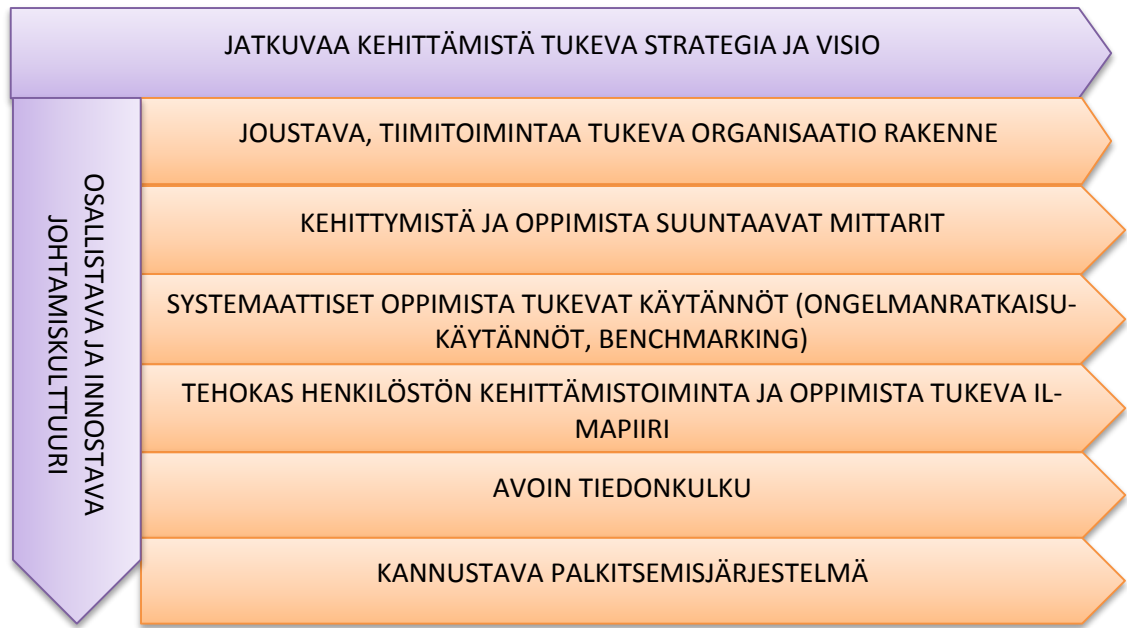 JATKUVAA KEHITTÄMISTÄ TUKEVA STRATEGIA JA VISIO
OSALLISTAVA JA INNOSTAVA
JOHTAMISKULTTUURI
JOUSTAVA, TIIMITOIMINTAA TUKEVA ORGANISAATIO RAKENNE
KEHITTYMISTÄ JA OPPIMISTA SUUNTAAVAT MITTARIT
SYSTEMAATTISET OPPIMISTA TUKEVAT KÄYTÄNNÖT (ONGELMANRATKAISU-
KÄYTÄNNÖT, BENCHMARKING)
TEHOKAS HENKILÖSTÖN KEHITTÄMISTOIMINTA JA OPPIMISTA TUKEVA IL-
MAPIIRI
AVOIN TIEDONKULKU
KANNUSTAVA PALKITSEMISJÄRJESTELMÄ